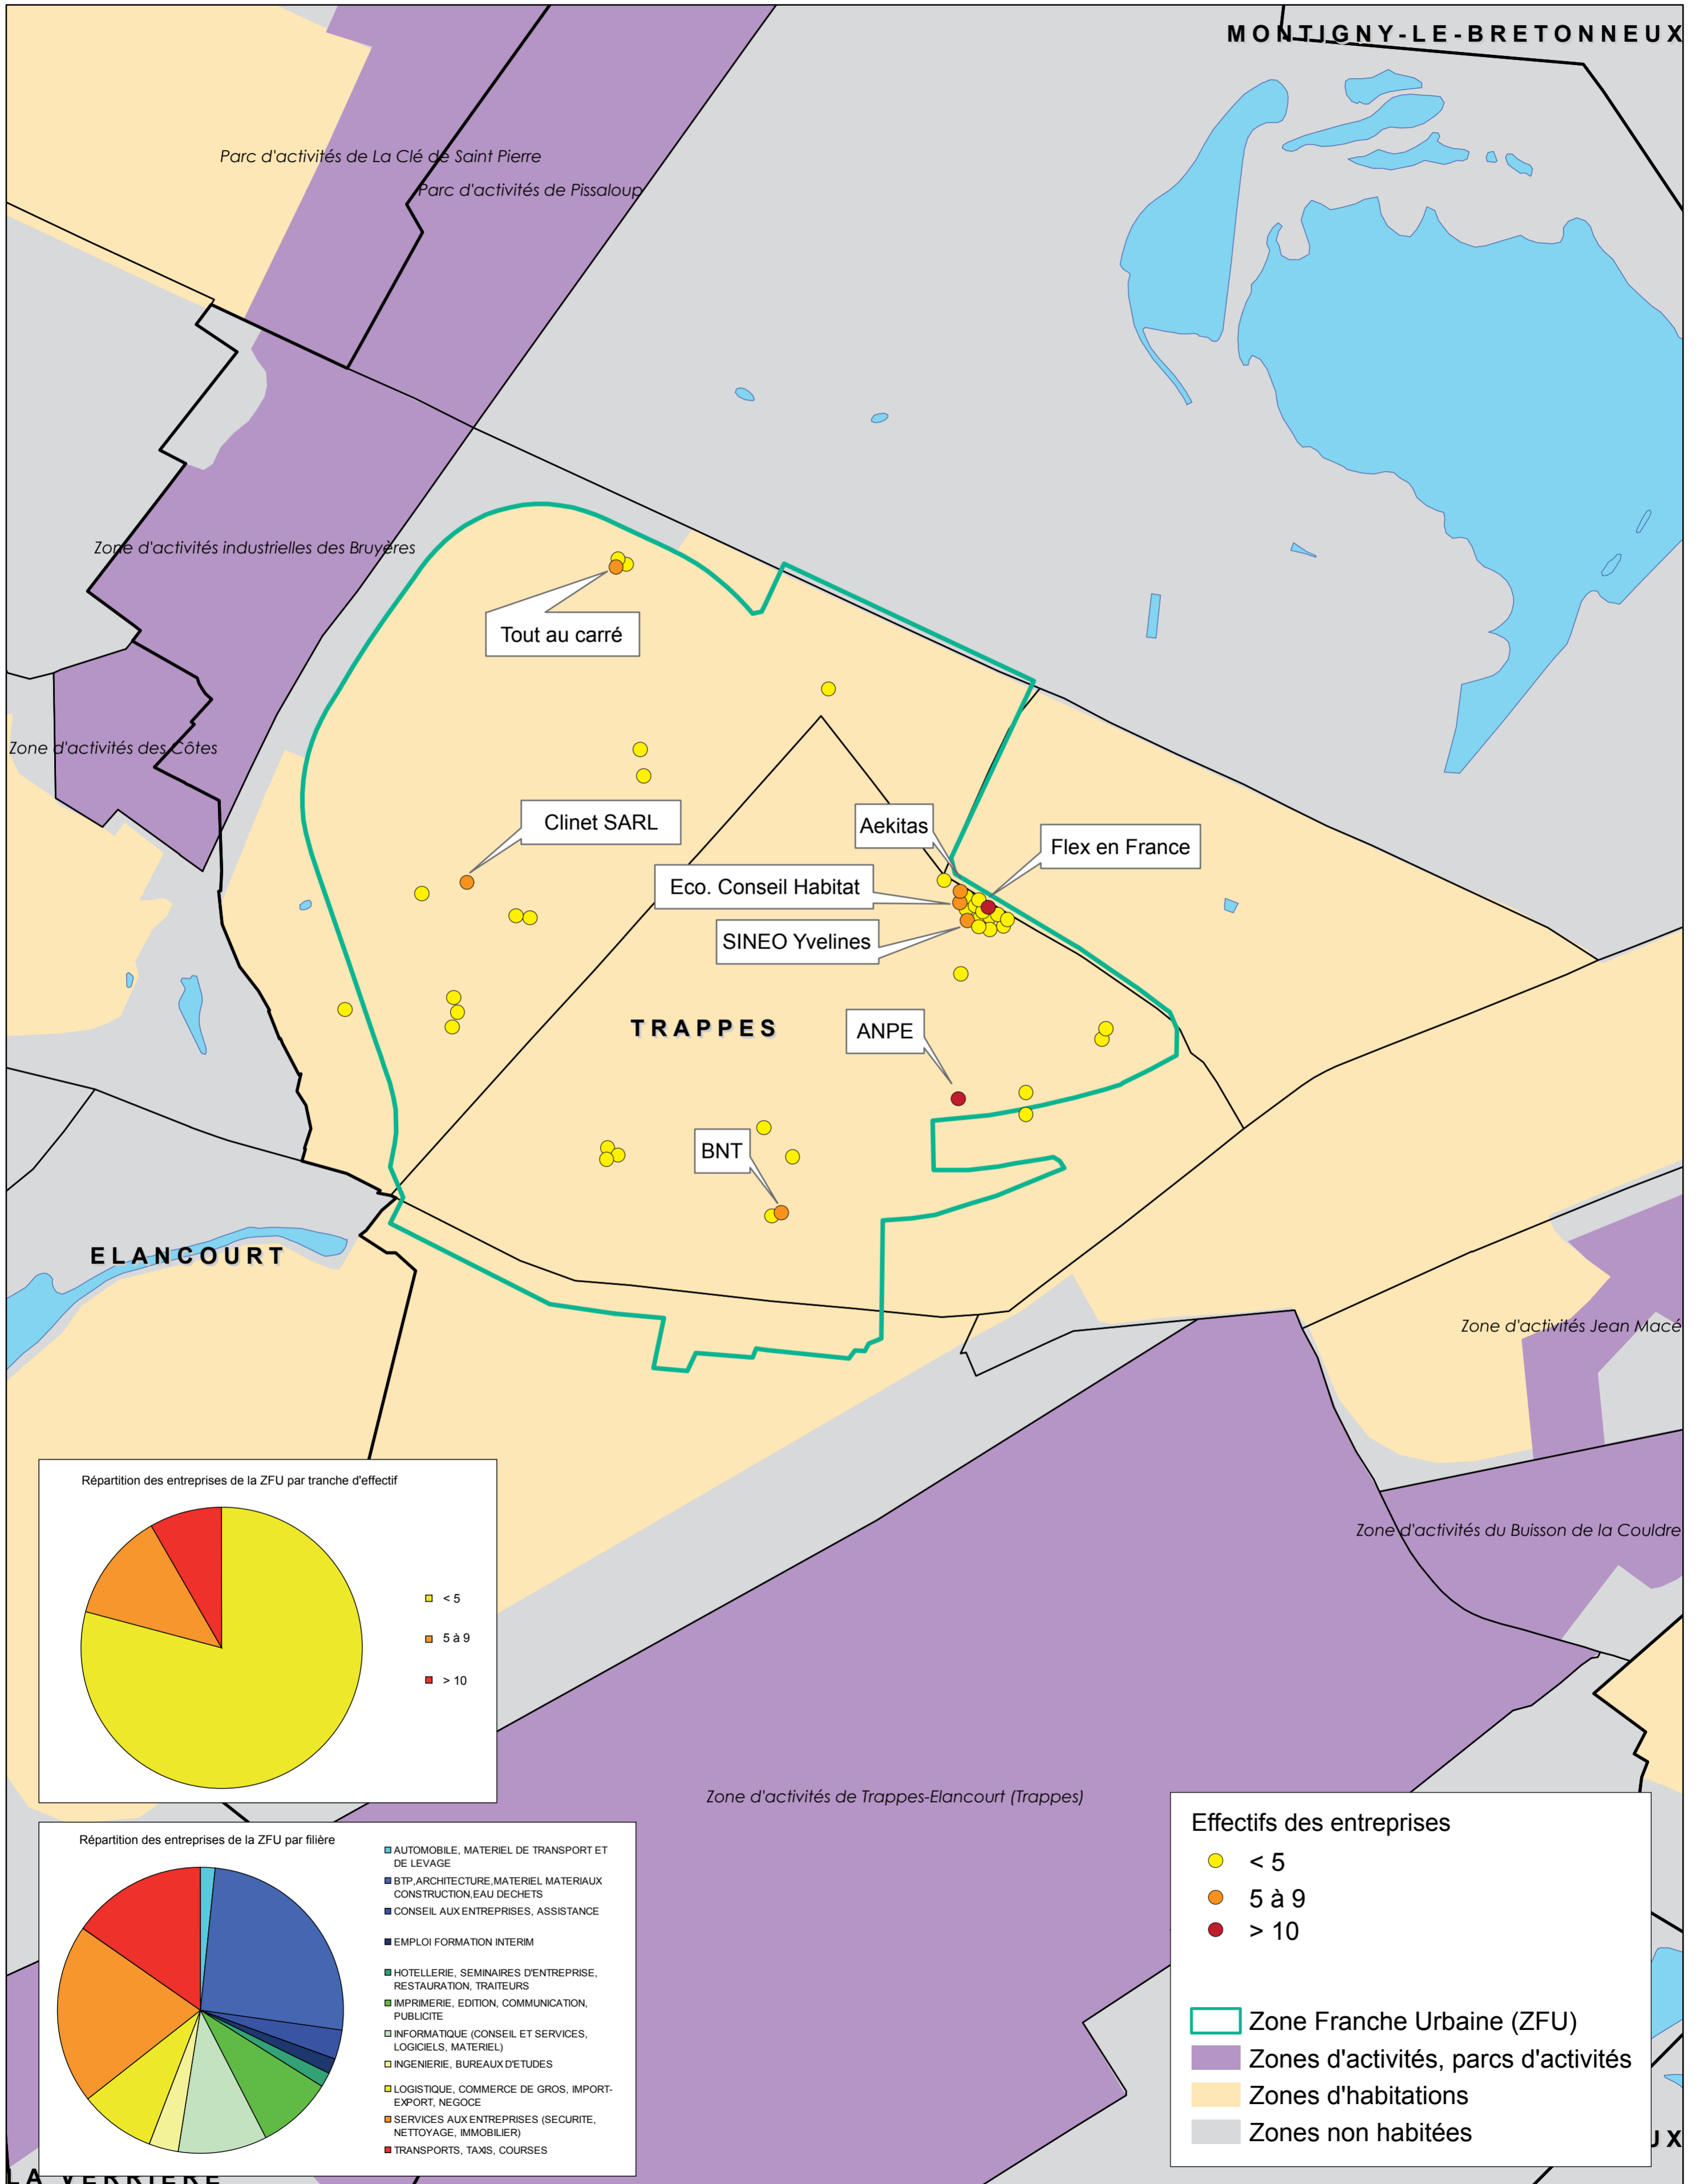 MONTIGNY-LE-BRETONNEUX
Parc d'activités de La Clé de Saint Pierre
Parc d'activités de Pissaloup
Zone d'activités industrielles des Bruyères
Tout au carré
Zone d'activités des Côtes
Clinet SARL
Aekitas
Flex en France
Eco. Conseil Habitat
SINEO Yvelines
TRAPPES
ANPE
BNT
ELANCOURT
Zone d'activités Jean Macé
Zone d'activités du Buisson de la Couldre
Répartition des entreprises de la ZFU par tranche d'effectif
< 5
5 à 9
> 10
Zone d'activités de Trappes-Elancourt (Trappes)
Répartition des entreprises de la ZFU par filière
AUTOMOBILE, MATERIEL DE TRANSPORT ET
DE LEVAGE
BTP,ARCHITECTURE,MATERIEL MATERIAUX
CONSTRUCTION,EAU DECHETS
CONSEIL AUX ENTREPRISES, ASSISTANCE
EMPLOI FORMATION INTERIM
HOTELLERIE, SEMINAIRES D'ENTREPRISE,
RESTAURATION, TRAITEURS
IMPRIMERIE, EDITION, COMMUNICATION,
PUBLICITE
INFORMATIQUE (CONSEIL ET SERVICES,
LOGICIELS, MATERIEL)
INGENIERIE, BUREAUX D'ETUDES
LOGISTIQUE, COMMERCE DE GROS, IMPORT-
EXPORT, NEGOCE
SERVICES AUX ENTREPRISES (SECURITE,
NETTOYAGE, IMMOBILIER)
TRANSPORTS, TAXIS, COURSES
Effectifs des entreprises
< 5
5 à 9
> 10
Zone Franche Urbaine (ZFU)
Zones d'activités, parcs d'activités
Zones d'habitations
Zones non habitées
UX
LA VERRIERE